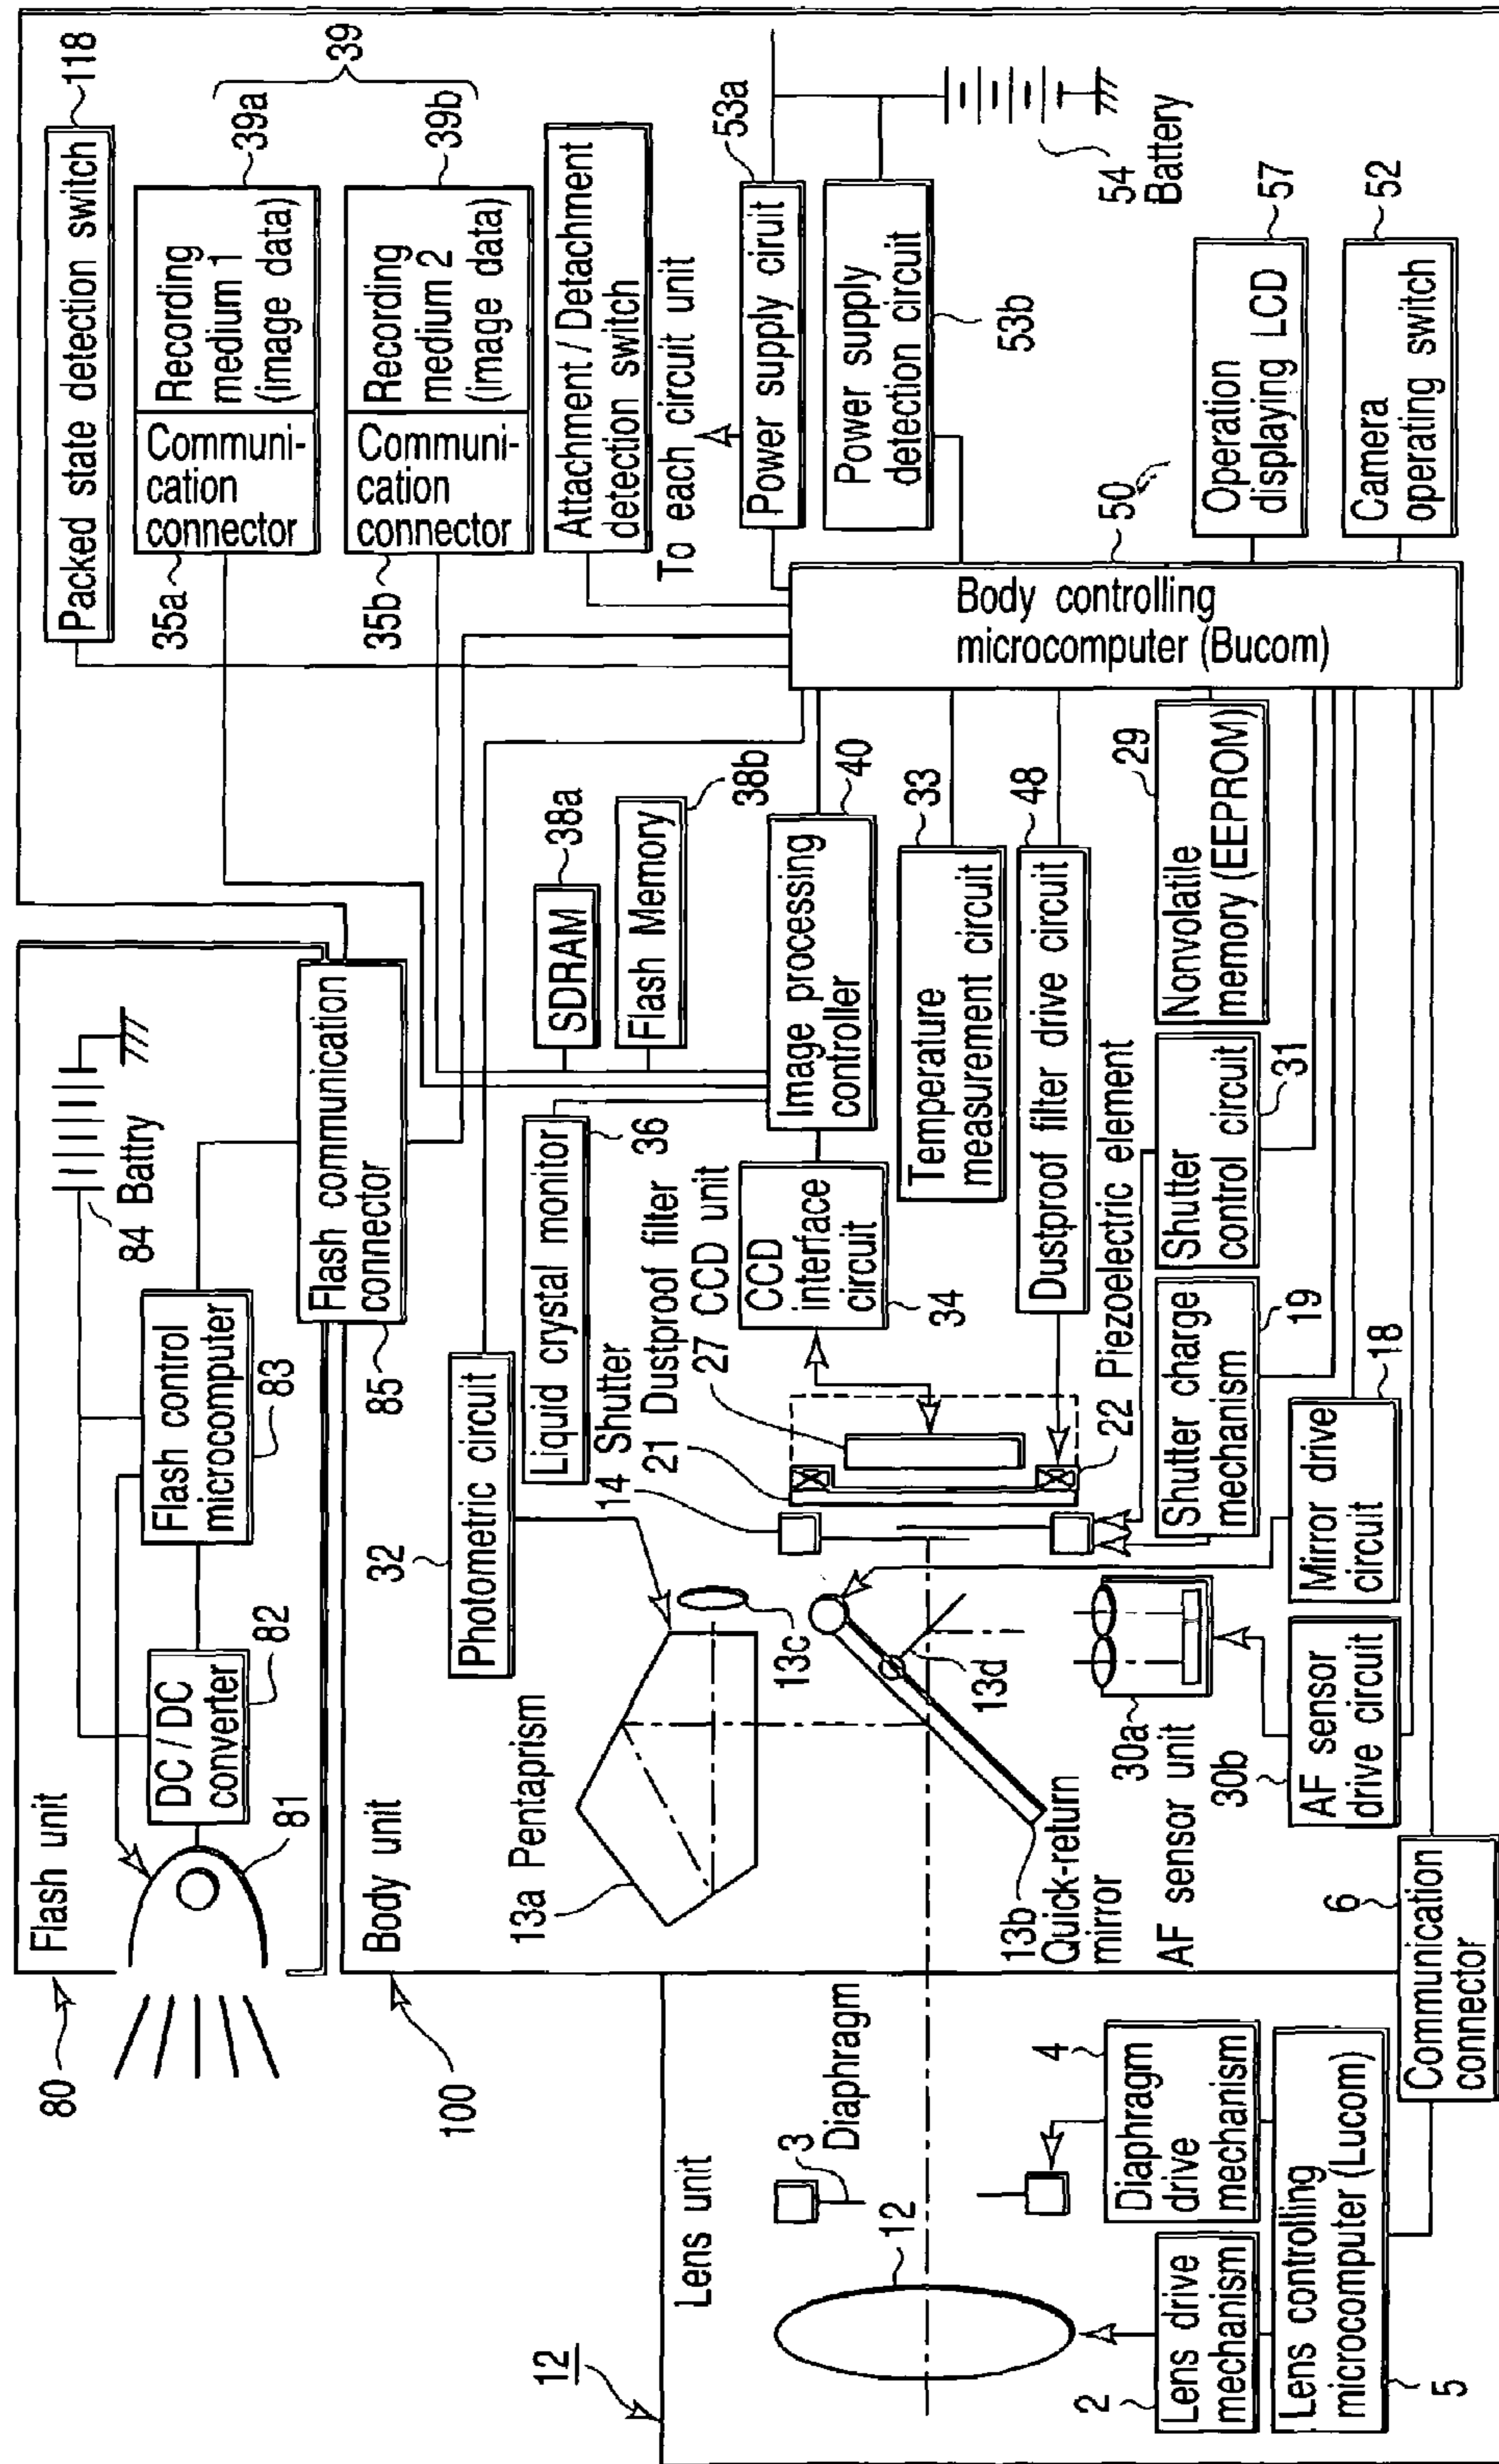 80
Flash unit
81
DC / DC
converter
82
Flash control
microcomputer
83
84 Battry
Flash communication
connector
85
118
Packed state detection switch
39
39a
Recording
medium 1
(image data)
Communi-
cation
connector
35a
39b
Recording
medium 2
(image data)
Communi-
cation
connector
35b
Attachment / Detachment
detection switch
To each circuit unit
53a
Power supply ciruit
Power supply
detection circuit
53b
54
Battery
100
Body unit
13a Pentaprism
32
Photometric circuit
Liquid crystal monitor
36
SDRAM
38a
Flash Memory
38b
14 Shutter
21 Dustproof filter
27 CCD unit
13c
CCD
interface
circuit
34
Image processing
controller
40
Temperature
measurement circuit
33
Dustproof filter drive circuit
48
22 Piezoelectric element
13d
13b
Quick-return
mirror
30a
AF sensor unit
30b
AF sensor
drive circuit
Mirror drive
circuit
18
Shutter charge
mechanism
19
Shutter
control circuit
31
Nonvolatile
memory (EEPROM)
29
50
Body controlling
microcomputer (Bucom)
Operation
displaying LCD
57
Camera
operating switch
52
12
Lens unit
3
Diaphragm
12
2
Lens drive
mechanism
4
Diaphragm
drive
mechanism
Lens controlling
microcomputer (Lucom)
5
6
Communication
connector